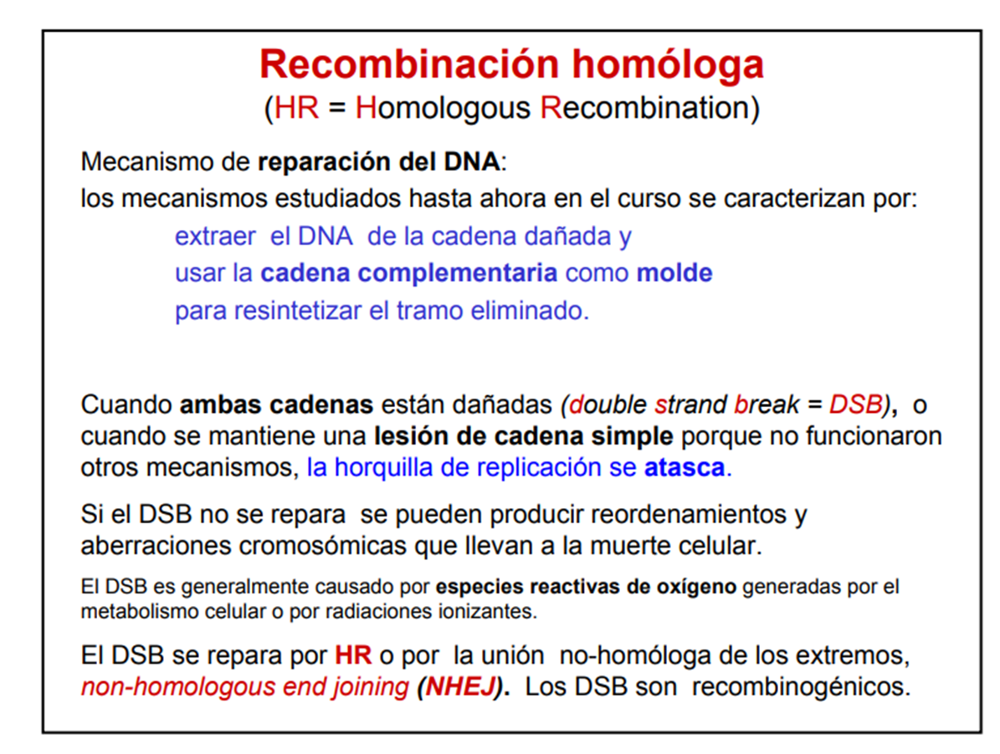 Recombinación homóloga
(HR = Homologous Recombination)
Mecanismo de reparación del DNA:
los mecanismos estudiados hasta ahora en el curso se caracterizan por:
extraer el DNA de la cadena dañada y
usar la cadena complementaria como molde
para resintetizar el tramo eliminado.
Cuando ambas cadenas están dañadas (double strand break = DSB), o
cuando se mantiene una lesión de cadena simple porque no funcionaron
otros mecanismos, la horquilla de replicación se atasca.
Si el DSB no se repara se pueden producir reordenamientos y
aberraciones cromosómicas que llevan a la muerte celular.
El DSB es generalmente causado por especies reactivas de oxígeno generadas por el
metabolismo celular o por radiaciones ionizantes.
El DSB se repara por HR o por la unión no-homóloga de los extremos,
non-homologous end joining (NHEJ). Los DSB son recombinogénicos.